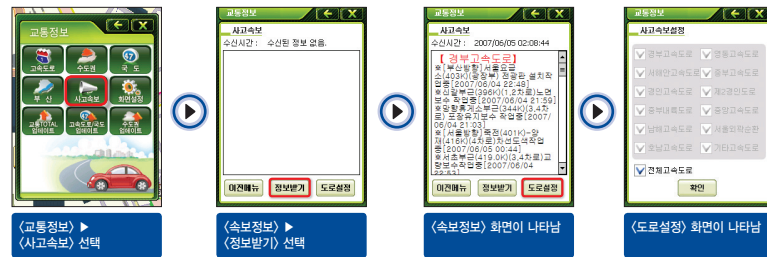 교통정보
고속도로
수도권
국 도
부 산
사고속보
화면설정
교통TOTAL
업데이트
고속도로/국도
업데이트
수도권
업데이트
〈교통정보〉 ▶
〈사고속보〉 선택
교통정보
사고속보
수신시간 : 수신된 정보 없음.
이전메뉴
정보받기
도로설정
〈속보정보〉 ▶
〈정보받기〉 선택
교통정보
사고속보
수신시간 : 2007/06/05 02:08:44
[ 경부고속도로]
※[부산방향]서울요금
소(403K)(광장부) 전광판 설치작
업중[2007/06/04 22:58]
※신갈부근(396K)(1,2차로)노면
보수 작업중[2007/06/04 21:59]
※망향휴게소부근(344K)(3,4차
로) 포장유지보수 작업중[2007/
06/04 21:03]
※[서울방향]죽전(401K)-양
재(416K)(4차로)차선도색작업
중[2007/06/05 00:44]
※서초부근(419.0K)(3,4차로)교
량보수작업중[2007/06/04
22:53]
이전메뉴
정보받기
도로설정
〈속보정보〉 화면이 나타남
교통정보
사고속보설정
경부고속도로
영동고속도로
서해안고속도로
중부고속도로
경인고속도로
제2경인도로
중부내륙도로
중앙고속도로
남해고속도로
서울외곽순환
호남고속도로
기타고속도로
전체고속도로
확인
〈도로설정〉 화면이 나타남